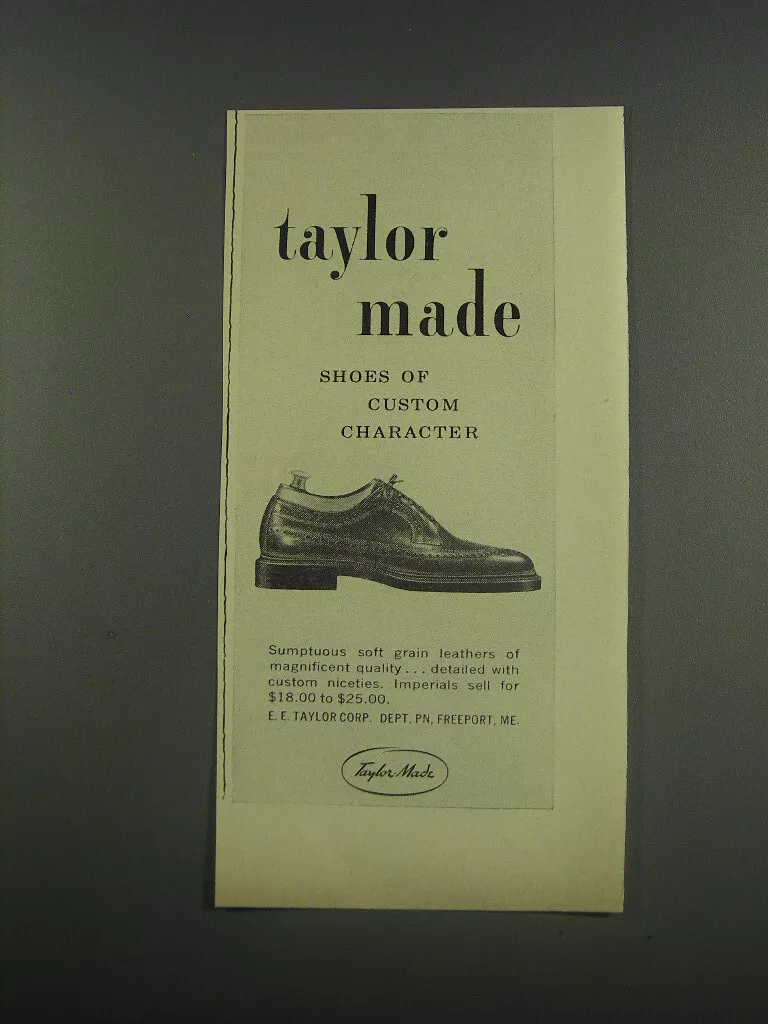 taylor
made
SHOES OF
CUSTOM
CHARACTER
Sumptuous soft grain leathers of
magnificent quality... detailed with
custom niceties. Imperials sell for
$18.00 to $25.00.
E. E. TAYLOR CORP. DEPT. PN, FREEPORT, ME.
Taylor-Made